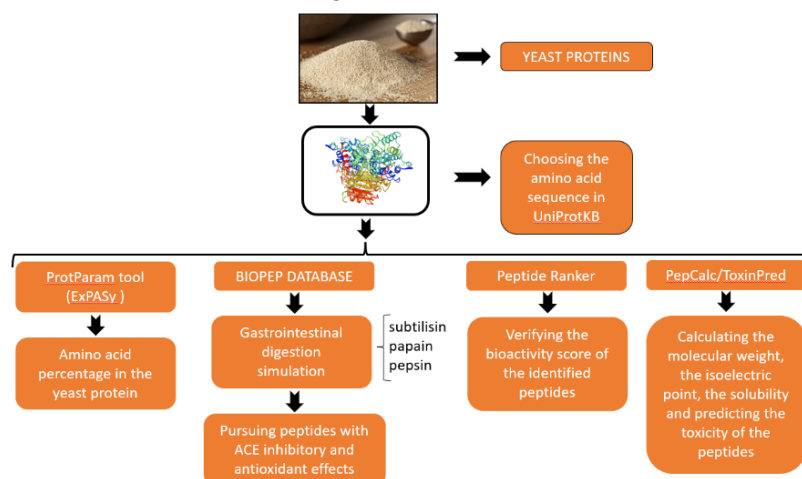 YEAST PROTEINS
Choosing the
amino acid
sequence in
UniProtKB
ProtParam tool
(ExPASy )
Amino acid
percentage in the
yeast protein
BIOPEP DATABASE
Gastrointestinal
digestion
simulation
subtilisin
papain
pepsin
Pursuing peptides with
ACE inhibitory and
antioxidant effects
Peptide Ranker
Verifying the
bioactivity score of
the identified
peptides
PepCalc/ToxinPred
Calculating the
molecular weight,
the isoelectric
point, the solubility
and predicting the
toxicity of the
peptides